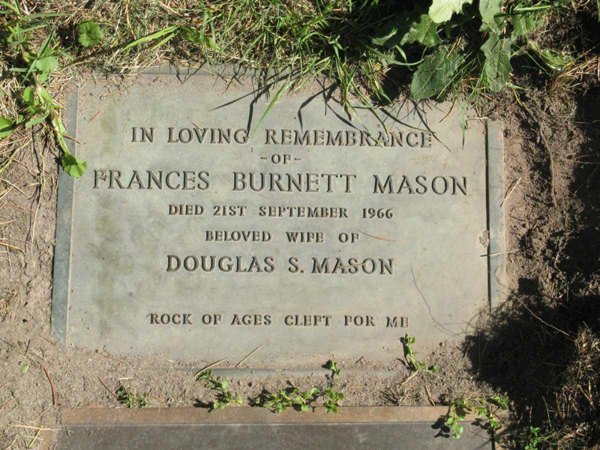 IN LOVING REMEMBRANCE
-OF-
FRANCES BURNETT MASON
DIED 21ST SEPTEMBER 1966
BELOVED WIFE OF
DOUGLAS S. MASON
ROCK OF AGES CLEFT FOR ME